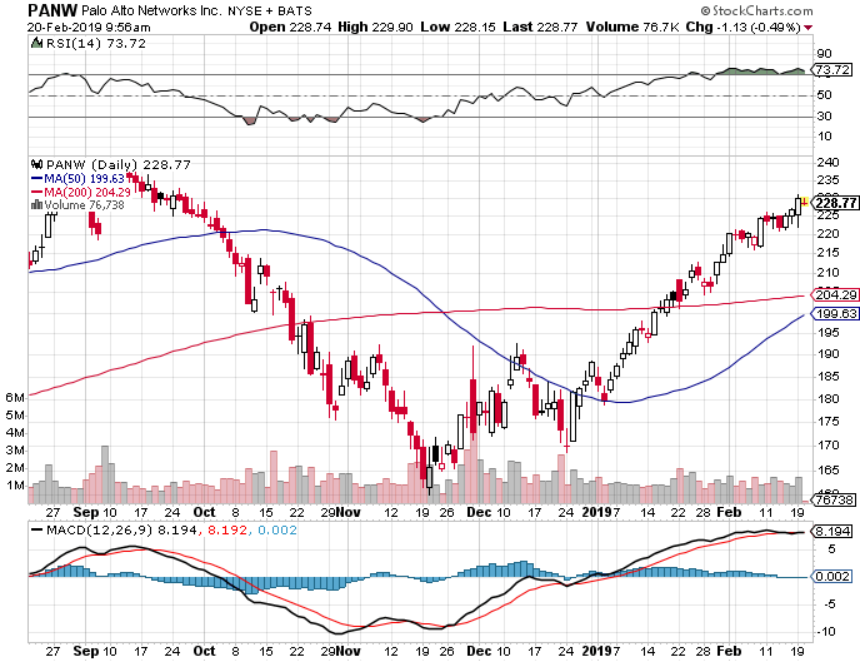 PANW Palo Alto Networks Inc. NYSE + BATS © StockCharts.com
20-Feb-2019 9:56am Open 228.74 High 229.90 Low 228.15 Last 228.77 Volume 76.7K Chg -1.13 (-0.49%)
RSI(14) 73.72
90
73.72
50
30
10
PANW (Daily) 228.77
MA(50) 199.63
MA(200) 204.29
Volume 76,738
240
235
228.77
225
220
215
210
204.29
199.63
195
190
185
180
175
170
165
6M
5M
4M
3M
2M
1M
76738
27 Sep 10 17 24 Oct 8 15 22 29 Nov 12 19 26 Dec 10 17 24 2019 7 14 22 28 Feb 11 19
MACD(12,26,9) 8.194, 8.192, 0.002
8.194
5
0.002
-5
-10
27 Sep 10 17 24 Oct 8 15 22 29 Nov 12 19 26 Dec 10 17 24 2019 7 14 22 28 Feb 11 19